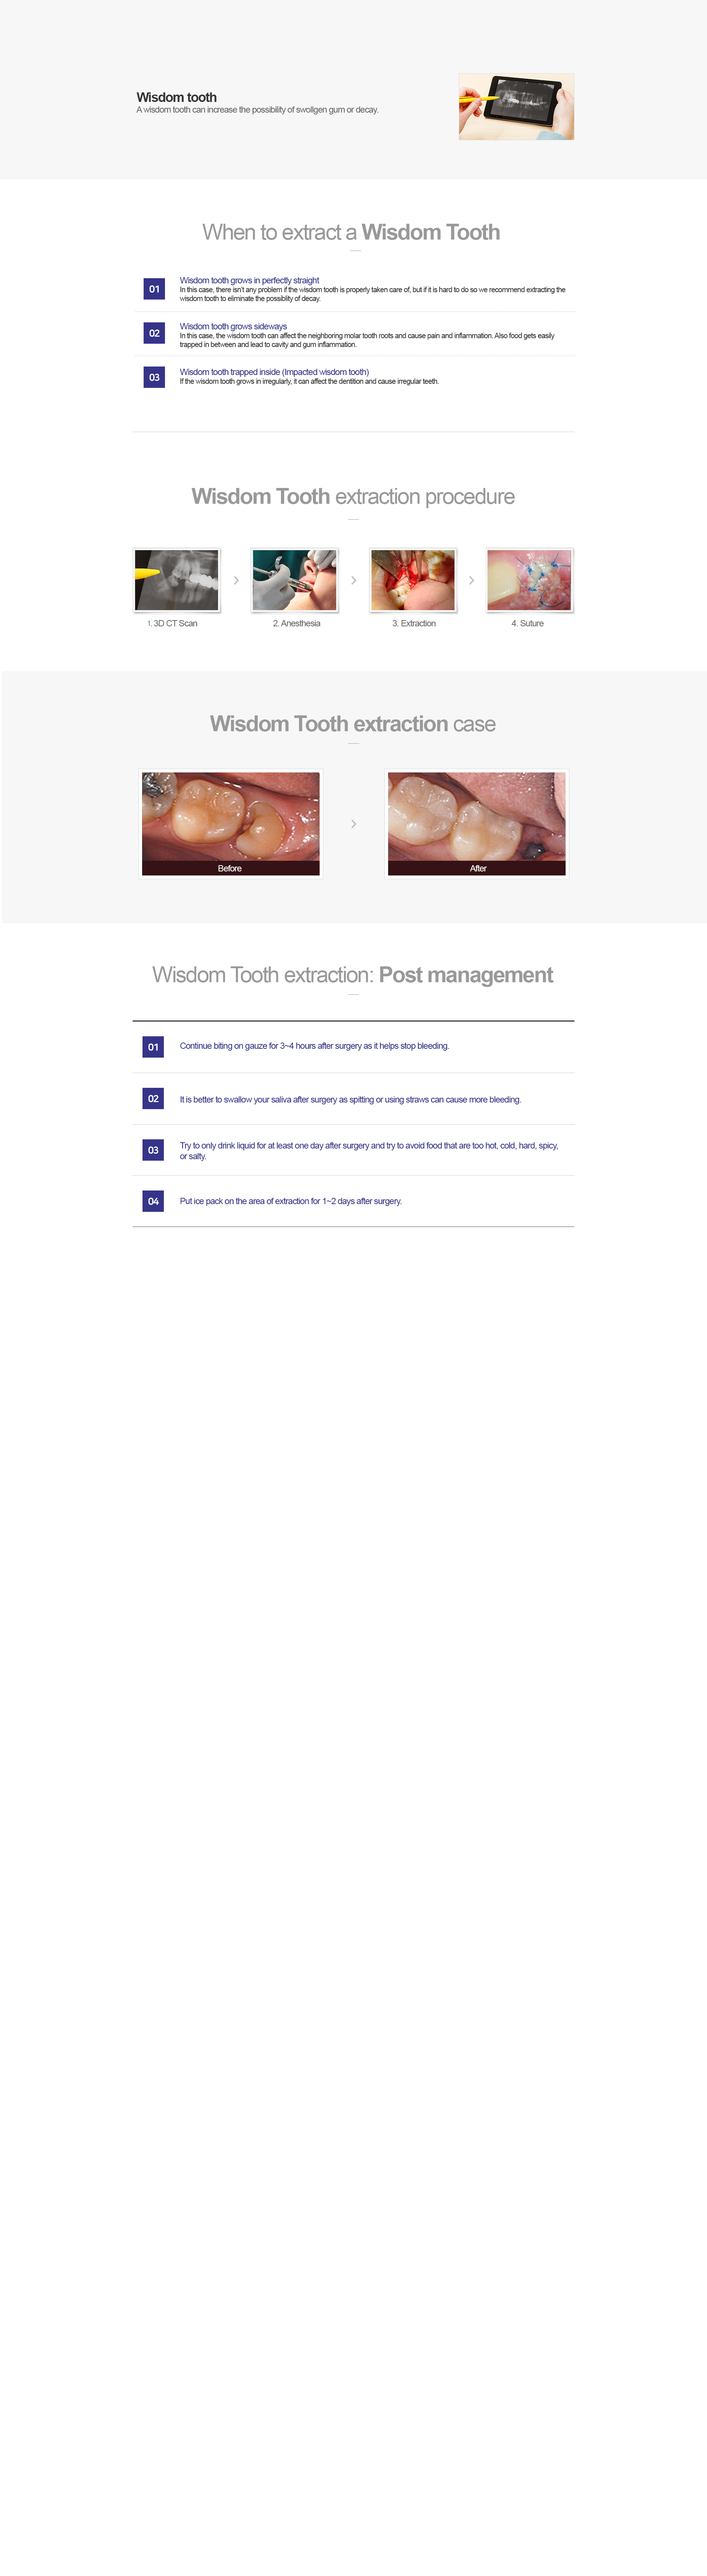 Wisdom tooth
A wisdom tooth can increase the possibility of swollgen gum or decay.
When to extract a Wisdom Tooth
01
Wisdom tooth grows in perfectly straight
In this case, there isn't any problem if the wisdom tooth is properly taken care of, but if it is hard to do so we recommend extracting the
wisdom tooth to eliminate the possiblity of decay.
02
Wisdom tooth grows sideways
In this case, the wisdom tooth can affect the neighboring molar tooth roots and cause pain and inflammation. Also food gets easily
trapped in between and lead to cavity and gum inflammation.
03
Wisdom tooth trapped inside (Impacted wisdom tooth)
If the wisdom tooth grows in irregularly, it can affect the dentition and cause irregular teeth.
Wisdom Tooth extraction procedure
1. 3D CT Scan
2. Anesthesia
3. Extraction
4. Suture
Wisdom Tooth extraction case
Before
After
Wisdom Tooth extraction: Post management
01
Continue biting on gauze for 3~4 hours after surgery as it helps stop bleeding.
02
It is better to swallow your saliva after surgery as spitting or using straws can cause more bleeding.
03
Try to only drink liquid for at least one day after surgery and try to avoid food that are too hot, cold, hard, spicy,
or salty.
04
Put ice pack on the area of extraction for 1~2 days after surgery.